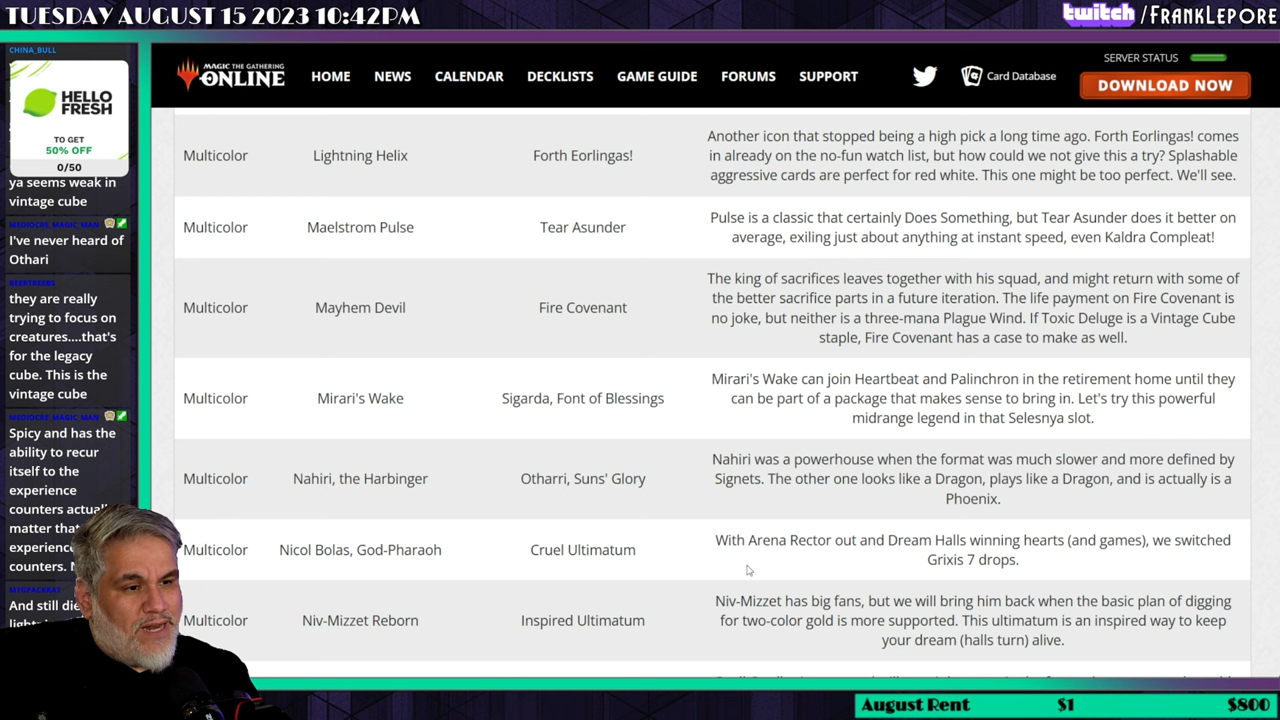 TUESDAY AUGUST 15 2023 10:42PM
twitch /FRANKLEPORE
CHINA_BULL
HELLO
FRESH
TO GET
50% OFF
0/50
ya seems weak in
vintage cube
MEDIOCRE_MAGIC_MAN
I've never heard of
Othari
BEERTREBS
they are really
trying to focus on
creatures....that's
for the legacy
cube. This is the
vintage cube
MEDIOCRE_MAGIC_MAN
Spicy and has the
ability to recur
itself to the
experience
counters actu
matter that
experience
counters.
And still die
MAGIC THE GATHERING
ONLINE
HOME
NEWS
CALENDAR
DECKLISTS
GAME GUIDE
FORUMS
SUPPORT
Card Database
SERVER STATUS
DOWNLOAD NOW
Multicolor
Lightning Helix
Forth Eorlingas!
Another icon that stopped being a high pick a long time ago. Forth Eorlingas! comes
in already on the no-fun watch list, but how could we not give this a try? Splashable
aggressive cards are perfect for red white. This one might be too perfect. We'll see.
Multicolor
Maelstrom Pulse
Tear Asunder
Pulse is a classic that certainly Does Something, but Tear Asunder does it better on
average, exiling just about anything at instant speed, even Kaldra Compleat!
Multicolor
Mayhem Devil
Fire Covenant
The king of sacrifices leaves together with his squad, and might return with some of
the better sacrifice parts in a future iteration. The life payment on Fire Covenant is
no joke, but neither is a three-mana Plague Wind. If Toxic Deluge is a Vintage Cube
staple, Fire Covenant has a case to make as well.
Multicolor
Mirari's Wake
Sigarda, Font of Blessings
Mirari's Wake can join Heartbeat and Palinchron in the retirement home until they
can be part of a package that makes sense to bring in. Let's try this powerful
midrange legend in that Selesnya slot.
Multicolor
Nahiri, the Harbinger
Otharri, Suns' Glory
Nahiri was a powerhouse when the format was much slower and more defined by
Signets. The other one looks like a Dragon, plays like a Dragon, and is actually is a
Phoenix.
Multicolor
Nicol Bolas, God-Pharaoh
Cruel Ultimatum
With Arena Rector out and Dream Halls winning hearts (and games), we switched
Grixis 7 drops.
Multicolor
Niv-Mizzet Reborn
Inspired Ultimatum
Niv-Mizzet has big fans, but we will bring him back when the basic plan of digging
for two-color gold is more supported. This ultimatum is an inspired way to keep
your dream (halls turn) alive.
August Rent
$1
$800